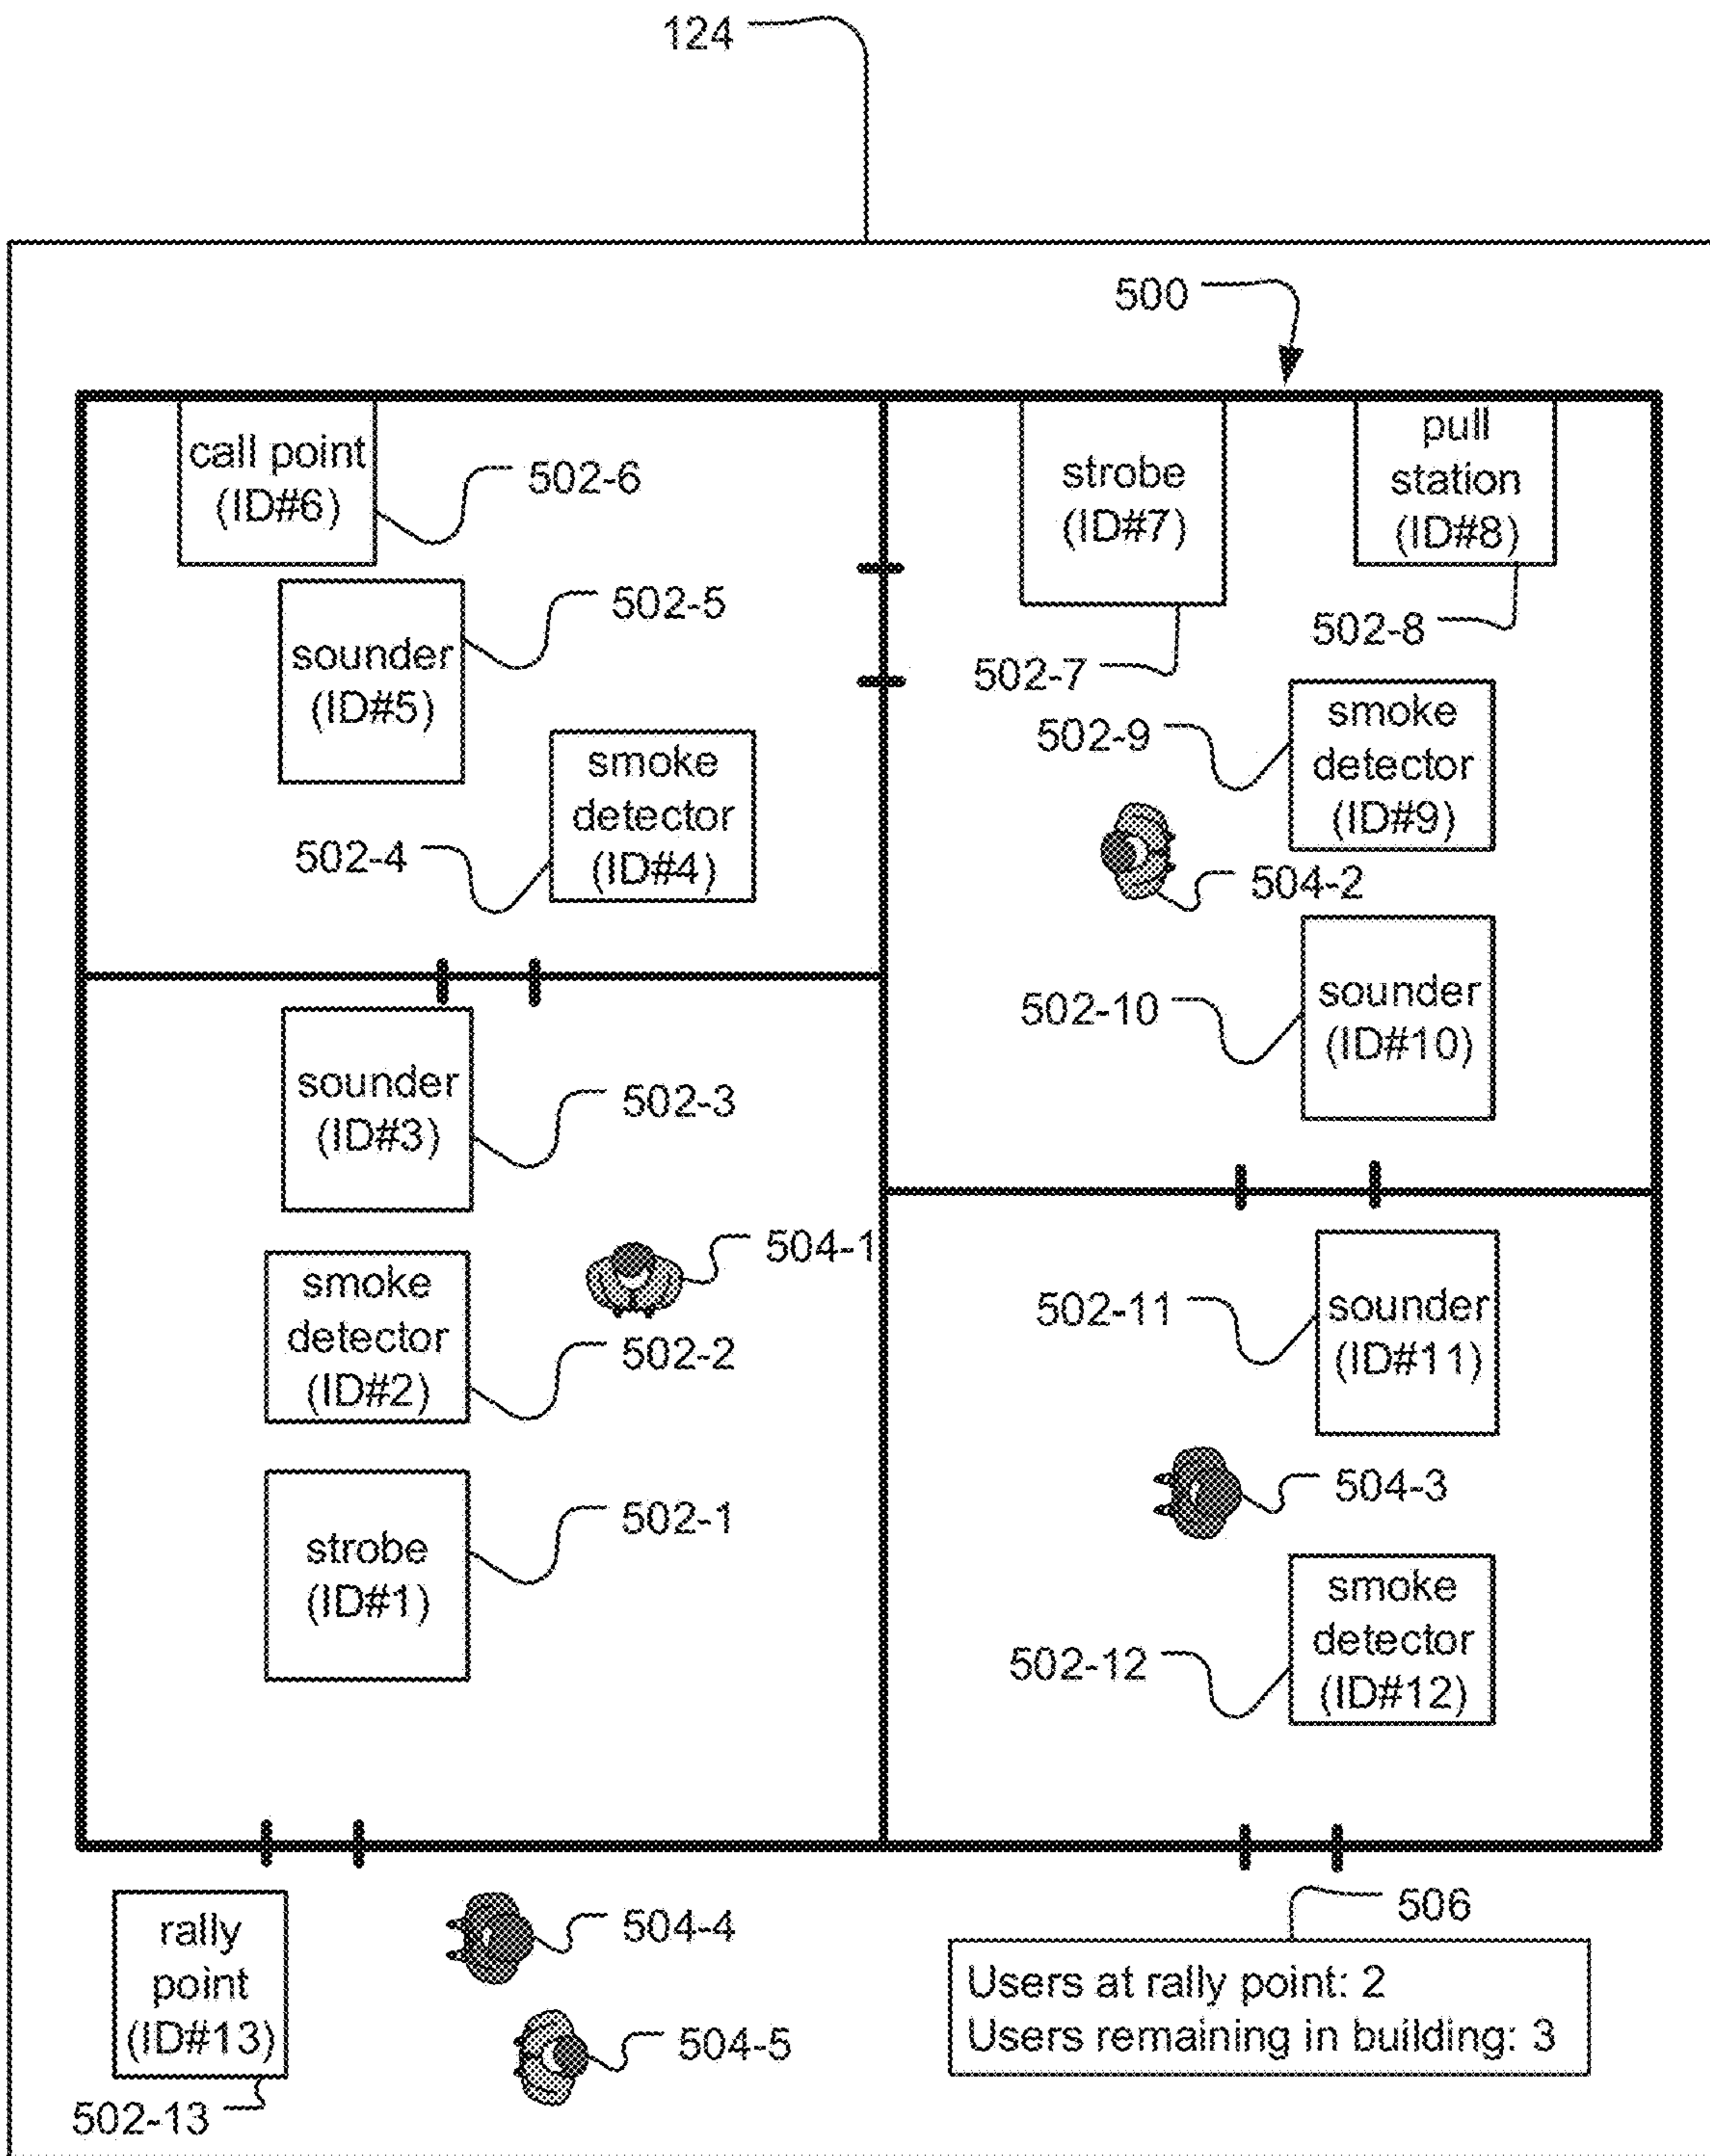 124
500
call point
(ID#6)
502-6
strobe
(ID#7)
pull
station
(ID#8)
sounder
(ID#5)
502-5
502-7
502-8
smoke
detector
(ID#4)
502-4
502-9
smoke
detector
(ID#9)
504-2
502-10
sounder
(ID#10)
sounder
(ID#3)
502-3
504-1
smoke
detector
(ID#2)
502-2
502-11
sounder
(ID#11)
504-3
strobe
(ID#1)
502-1
502-12
smoke
detector
(ID#12)
rally
point
(ID#13)
502-13
504-4
504-5
506
Users at rally point: 2
Users remaining in building: 3